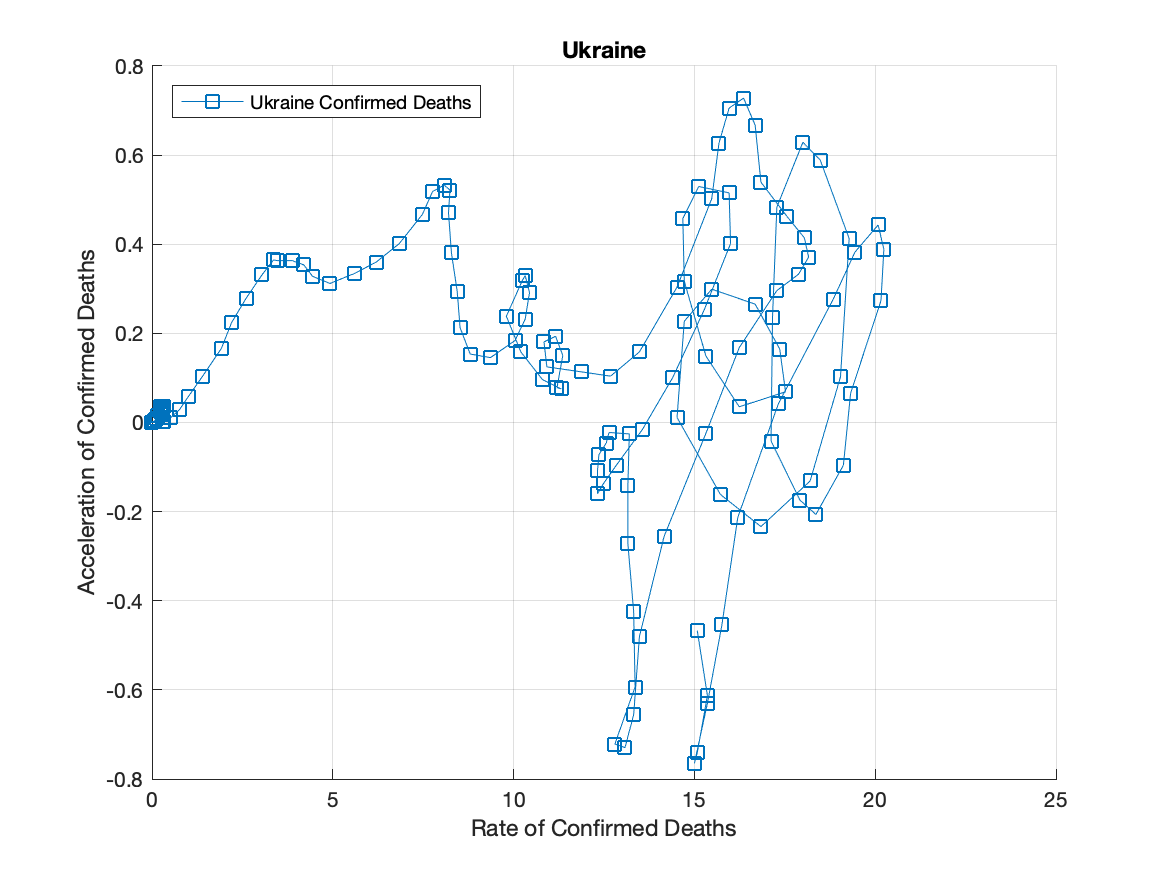 Ukraine
0.8
Ukraine Confirmed Deaths
0.6
0.4
0.2
0
-0.2
-0.4
-0.6
-0.8
Acceleration of Confirmed Deaths
0 5 10 15 20 25
Rate of Confirmed Deaths